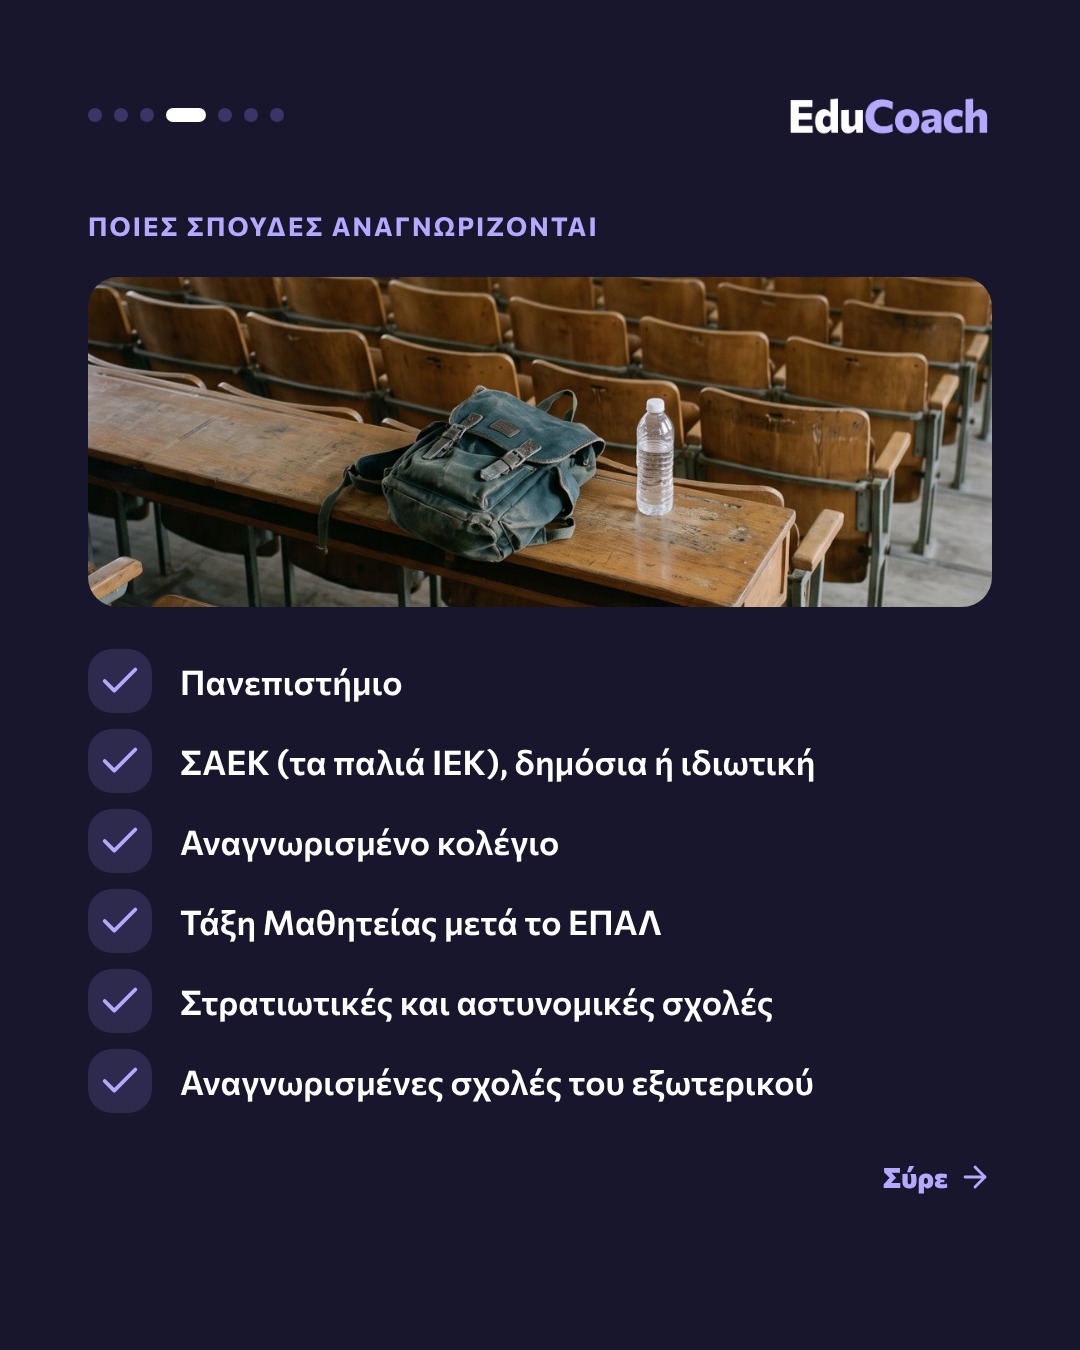 EduCoach
ΠΟΙΕΣ ΣΠΟΥΔΕΣ ΑΝΑΓΝΩΡΙΖΟΝΤΑΙ
Πανεπιστήμιο
ΣΑΕΚ (τα παλιά ΙΕΚ), δημόσια ή ιδιωτική
Αναγνωρισμένο κολέγιο
Τάξη Μαθητείας μετά το ΕΠΑΛ
Στρατιωτικές και αστυνομικές σχολές
Αναγνωρισμένες σχολές του εξωτερικού
Σύρε →